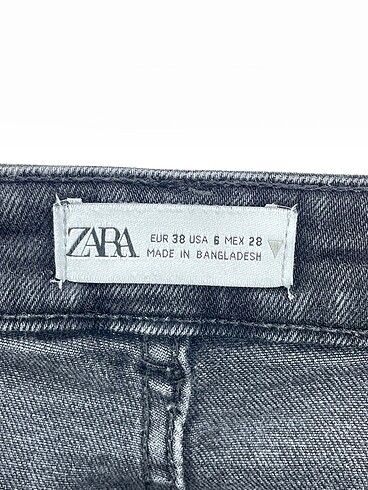 ZARA
EUR 38 USA 6 MEX 28
MADE IN BANGLADESH